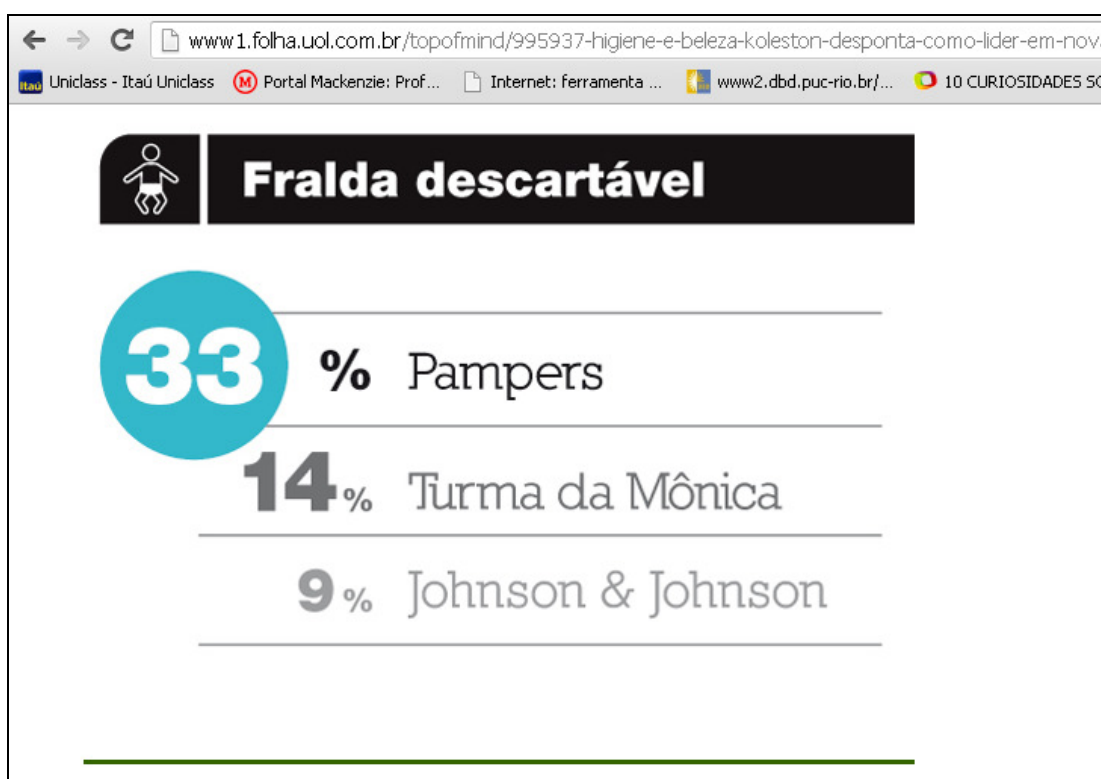 www1.folha.uol.com.br/topofmind/995937-higiene-e-beleza-koleston-desponta-como-lider-em-nov
Itaú Uniclass - Itaú Uniclass M Portal Mackenzie: Prof... Internet: ferramenta ... www2.dbd.puc-rio.br/... 10 CURIOSIDADES SO
Fralda descartável
33 % Pampers
14 % Turma da Mônica
9 % Johnson & Johnson